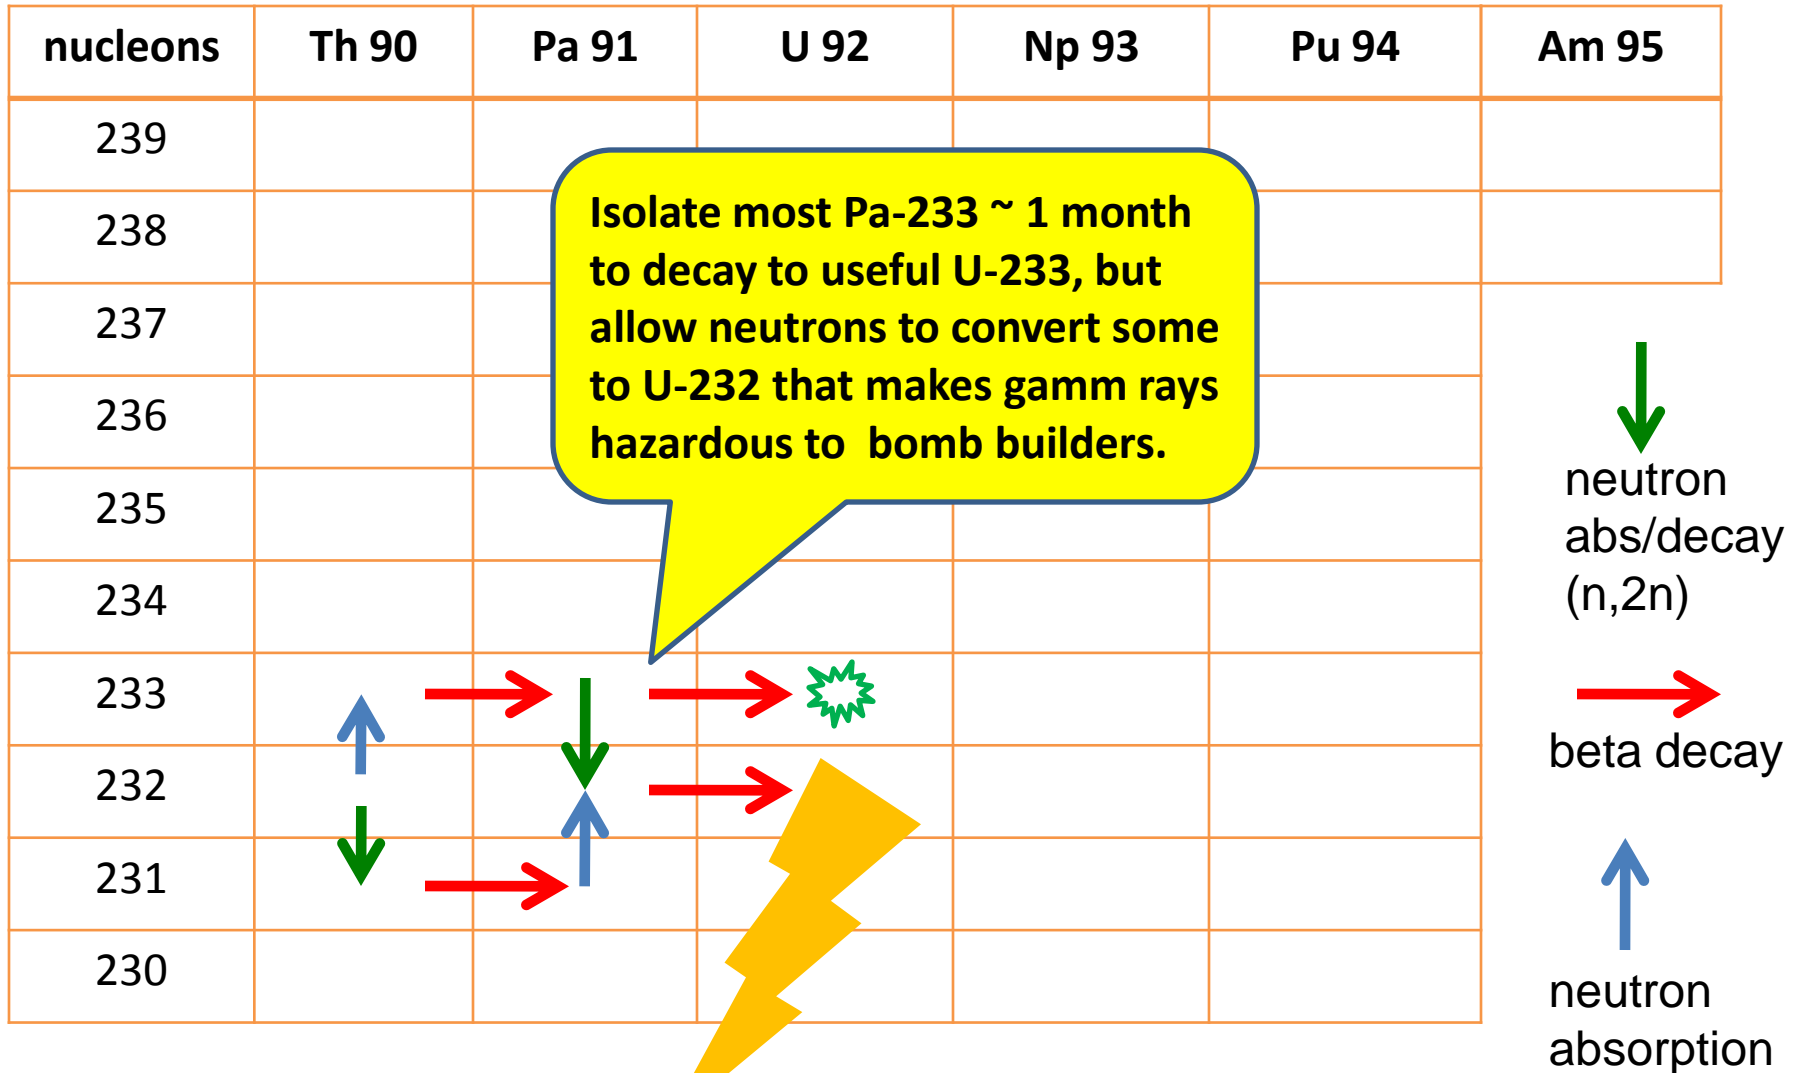 nucleons Th 90 Pa 91 U 92 Np 93 Pu 94 Am 95
239
238
237
236
235
234
233
232
231
230
Isolate most Pa-233 ~ 1 month
to decay to useful U-233, but
allow neutrons to convert some
to U-232 that makes gamm rays
hazardous to bomb builders.
neutron
abs/decay
(n,2n)
beta decay
neutron
absorption